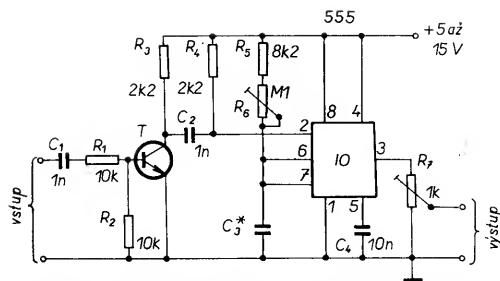 555
+5 až
15 V
R3
2k2
R4
2k2
R5
8k2
M1
R6
C1
1n
R1
10k
T
C2
1n
R2
10k
2
6
7
8
4
IO
3
1
5
R7
1k
C3*
C4
10n
vstup
výstup